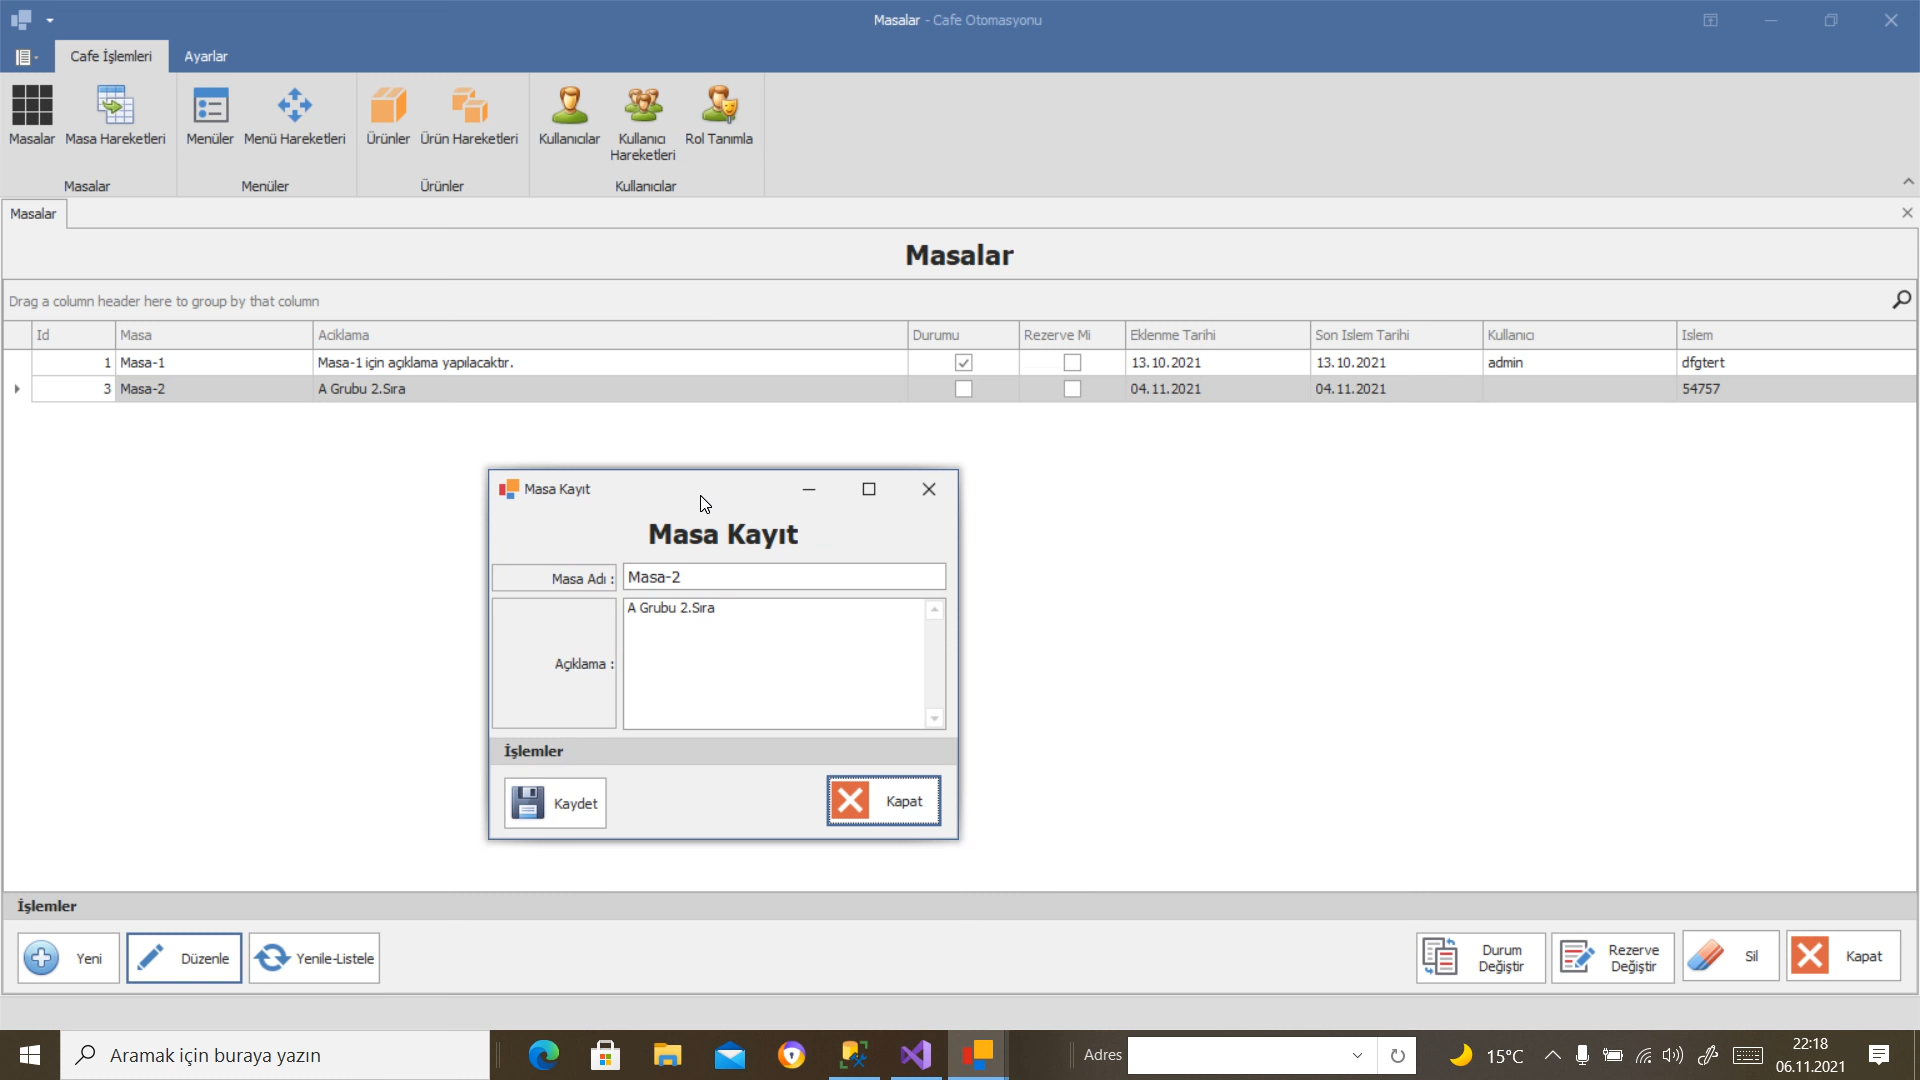 Masalar - Cafe Otomasyonu
Cafe İşlemleri
Ayarlar
Masalar
Masa Hareketleri
Menüler
Menü Hareketleri
Ürünler
Ürün Hareketleri
Kullanıcılar
Kullanıcı
Hareketleri
Rol Tanımla
Masalar
Menüler
Ürünler
Kullanıcılar
Masalar
Masalar
Drag a column header here to group by that column
Id Masa Aciklama Durumu Rezerve Mi Eklenme Tarihi Son Islem Tarihi Kullanıcı Islem
1 Masa-1 Masa-1 için açıklama yapılacaktır. 13.10.2021 13.10.2021 admin dfgtert
3 Masa-2 A Grubu 2.Sıra 04.11.2021 04.11.2021 54757
Masa Kayıt
Masa Kayıt
Masa Adı : Masa-2
Açıklama : A Grubu 2.Sıra
İşlemler
Kaydet
Kapat
İşlemler
Yeni
Düzenle
Yenile-Listele
Durum
Değiştir
Rezerve
Değiştir
Sil
Kapat
Aramak için buraya yazın
Adres
15°C
22:18
06.11.2021